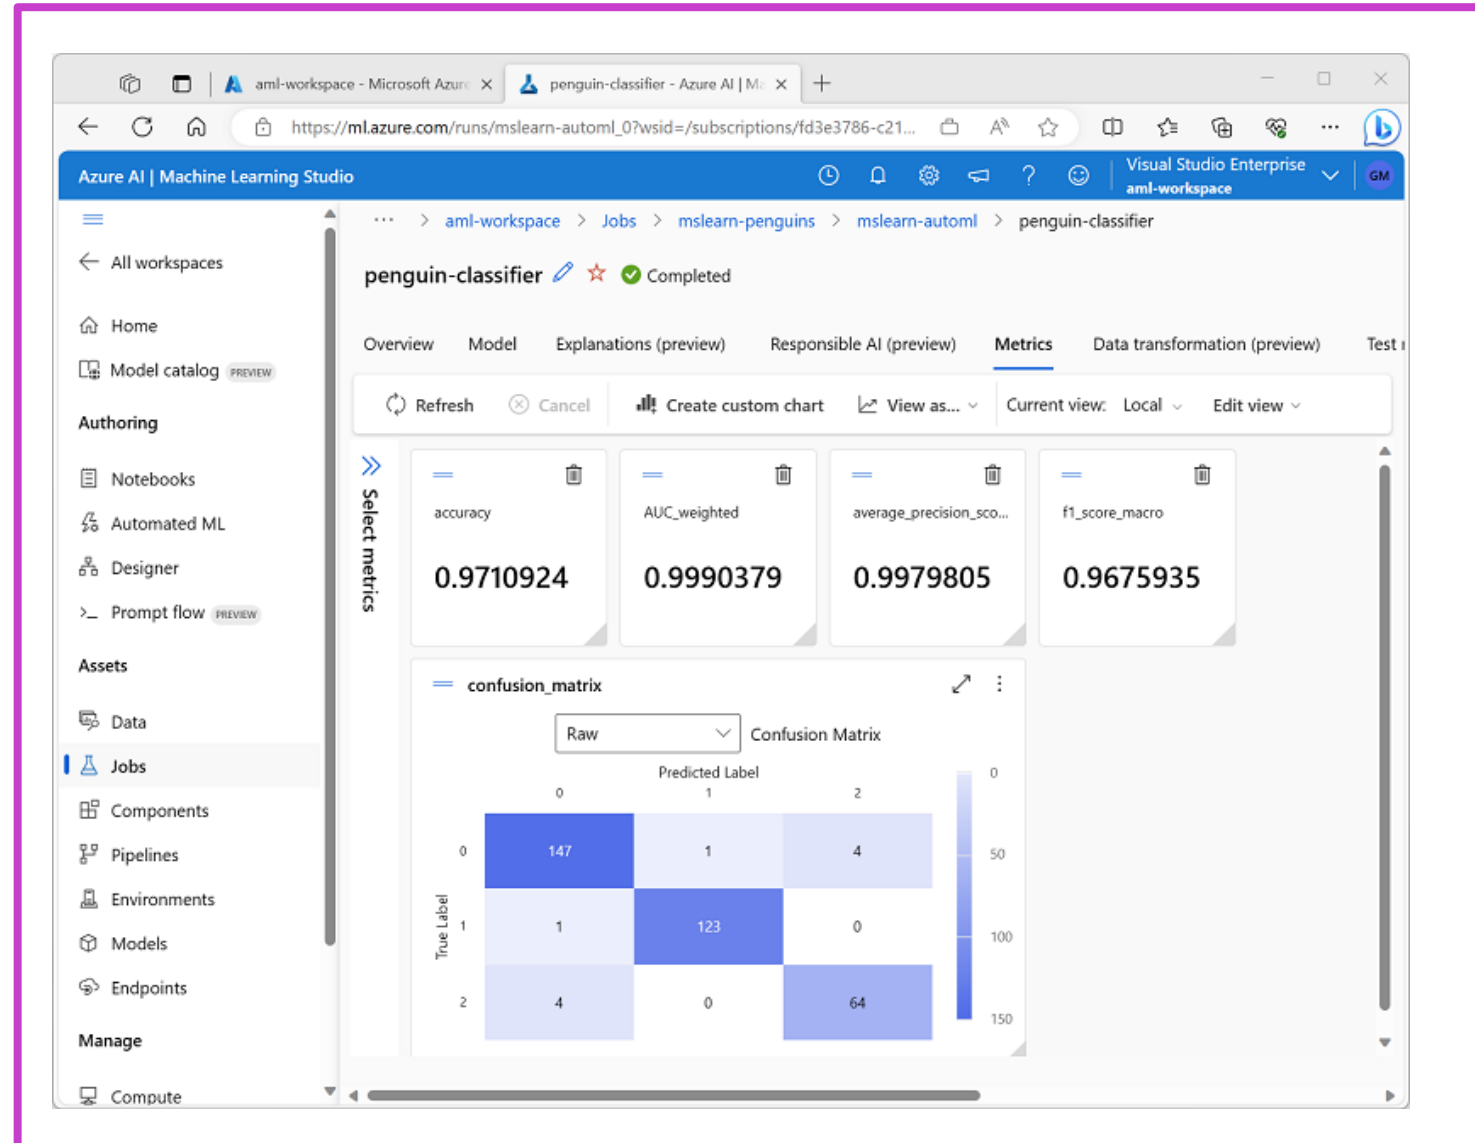 aml-workspace - Microsoft Azure
penguin-classifier - Azure AI | Ma
https://ml.azure.com/runs/mslearn-automl_0?wsid=/subscriptions/fd3e3786-c21...
Azure AI | Machine Learning Studio
Visual Studio Enterprise
aml-workspace
GM
All workspaces
Home
Model catalog PREVIEW
Authoring
Notebooks
Automated ML
Designer
Prompt flow PREVIEW
Assets
Data
Jobs
Components
Pipelines
Environments
Models
Endpoints
Manage
Compute
... > aml-workspace > Jobs > mslearn-penguins > mslearn-automl > penguin-classifier
penguin-classifier Completed
Overview Model Explanations (preview) Responsible AI (preview) Metrics Data transformation (preview) Test
Refresh Cancel Create custom chart View as... Current view: Local Edit view
Select metrics
accuracy
0.9710924
AUC_weighted
0.9990379
average_precision_sco...
0.9979805
f1_score_macro
0.9675935
confusion_matrix
Raw Confusion Matrix
Predicted Label
0 1 2
True Label
0 147 1 4
1 1 123 0
2 4 0 64
0
50
100
150